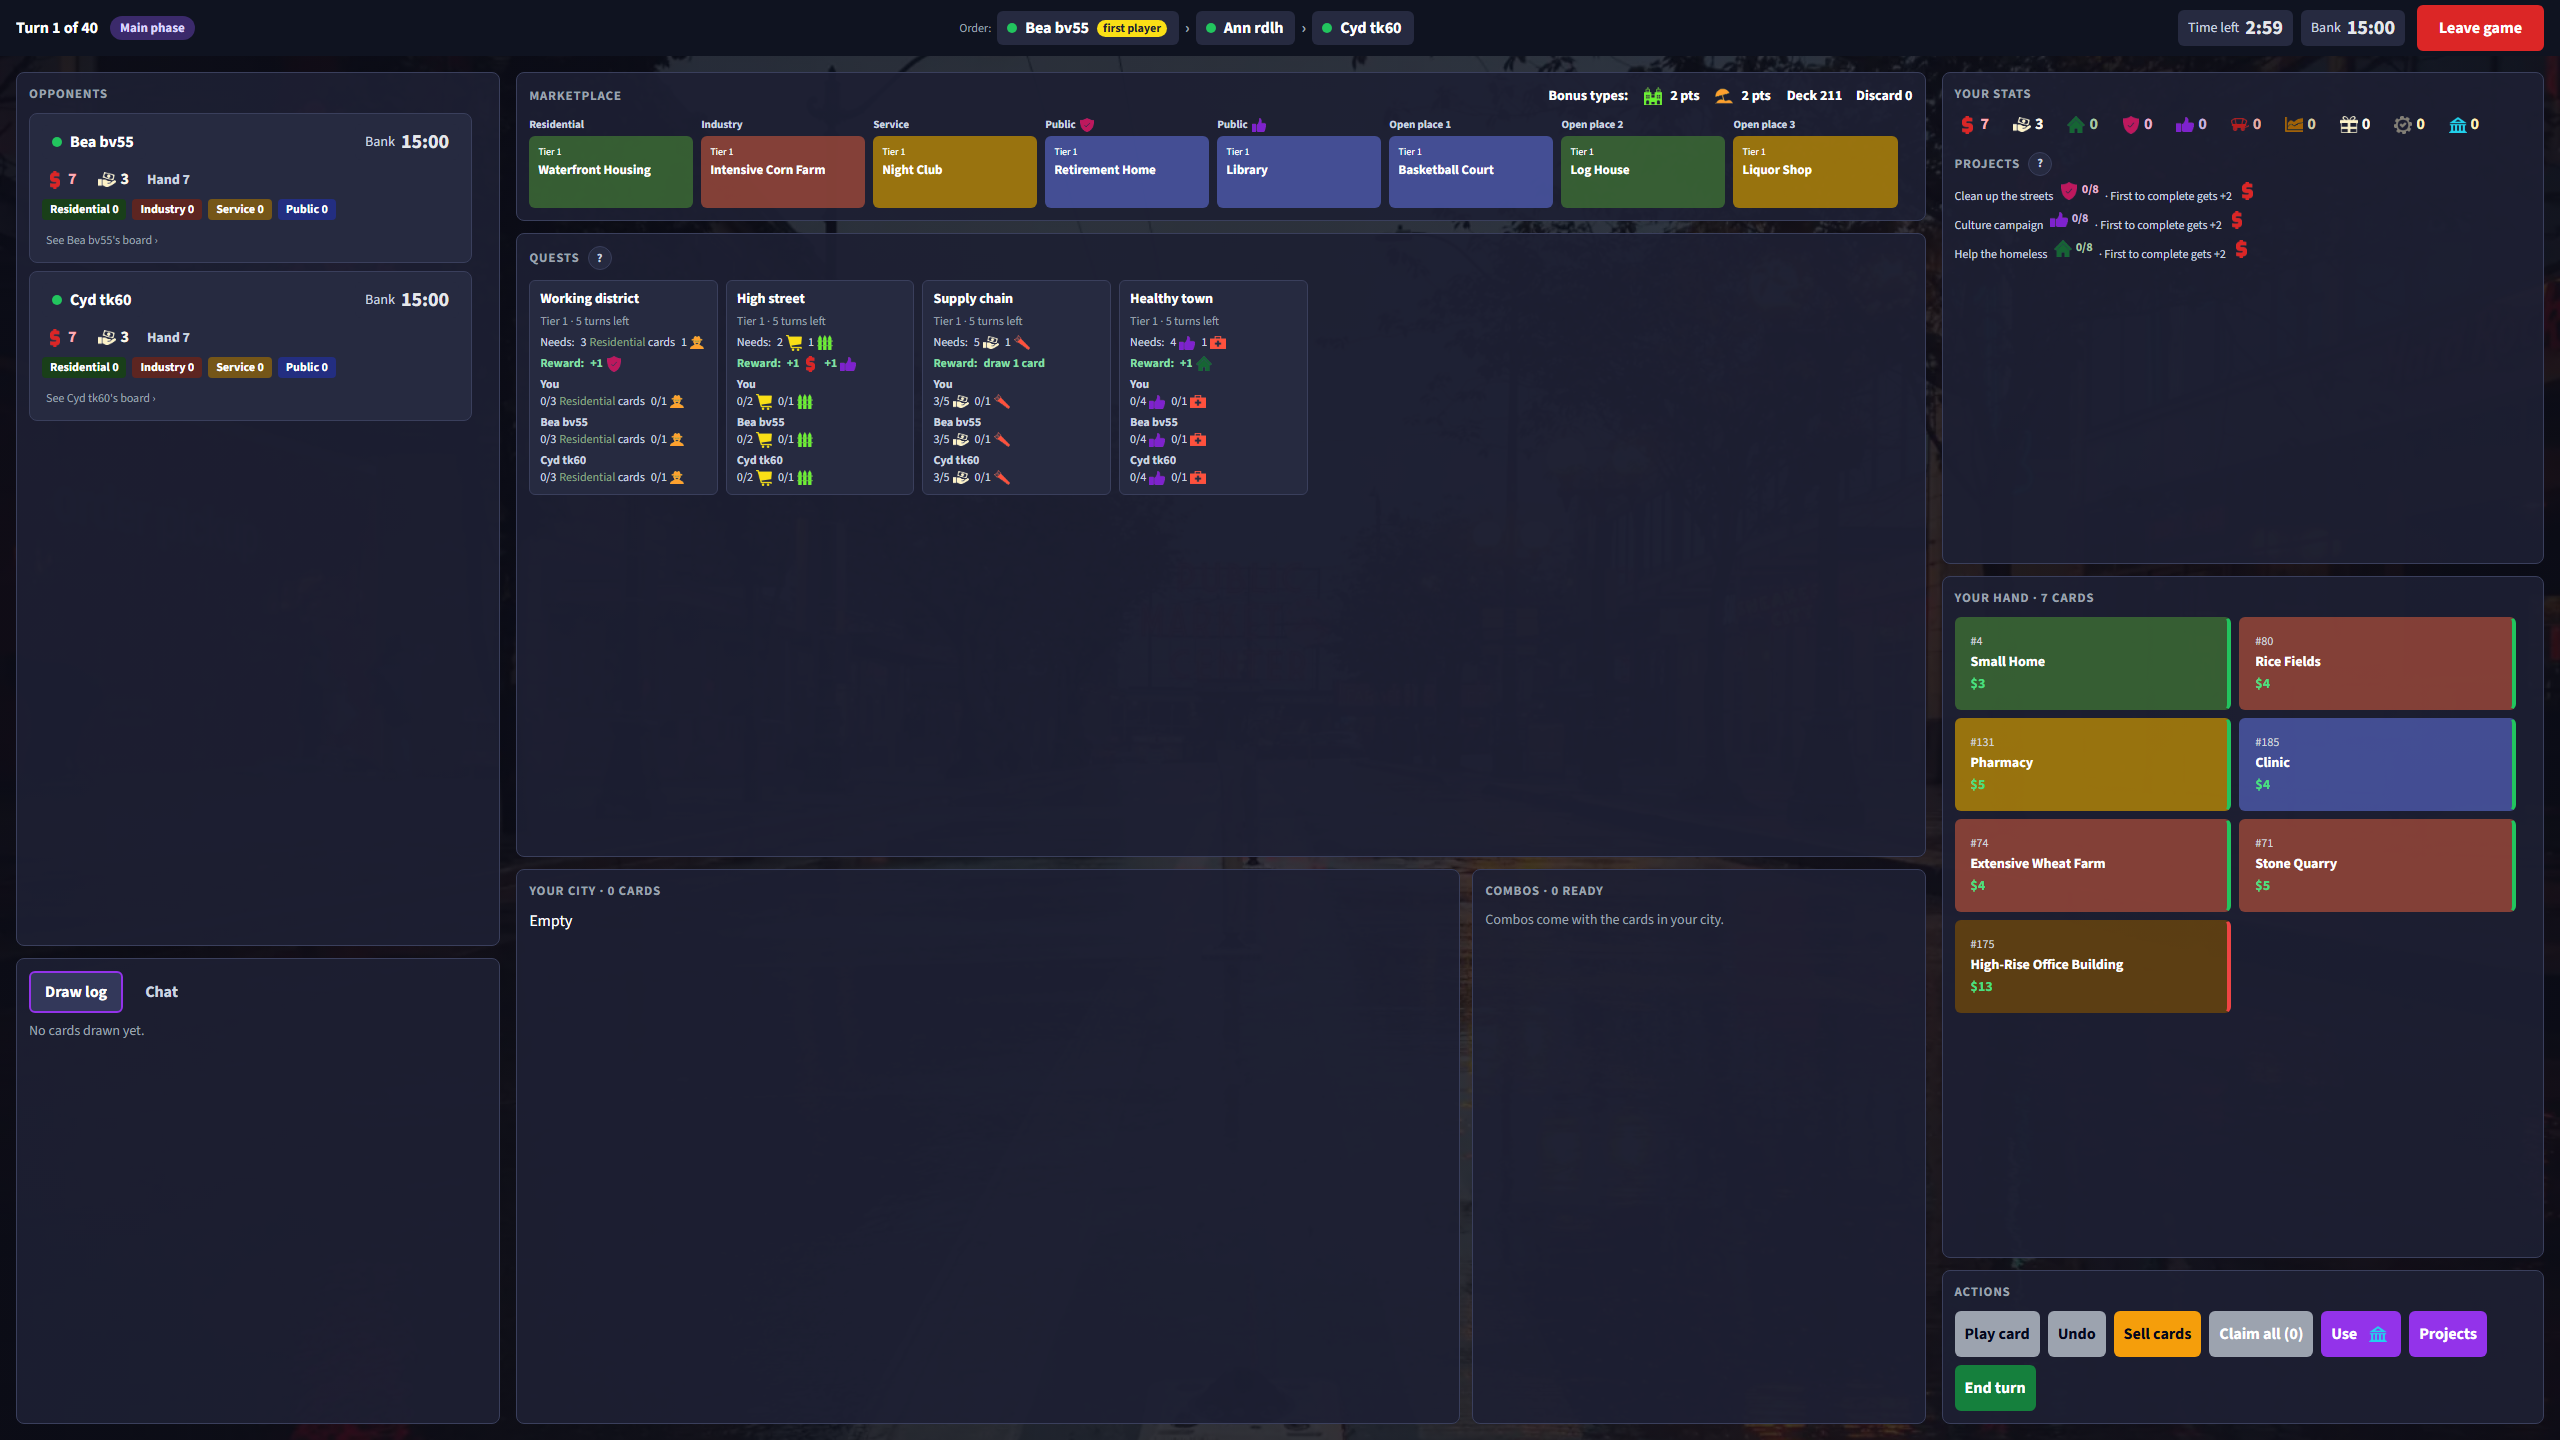 Turn 1 of 40 Main phase
Order: Bea bv55 first player › Ann rdlh › Cyd tk60
Time left 2:59 Bank 15:00 Leave game
OPPONENTS
Bea bv55 Bank 15:00
7 3 Hand 7
Residential 0 Industry 0 Service 0 Public 0
See Bea bv55's board ›
Cyd tk60 Bank 15:00
7 3 Hand 7
Residential 0 Industry 0 Service 0 Public 0
See Cyd tk60's board ›
Draw log Chat
No cards drawn yet.
MARKETPLACE
Bonus types: 2 pts 2 pts Deck 211 Discard 0
Residential
Tier 1
Waterfront Housing
Industry
Tier 1
Intensive Corn Farm
Service
Tier 1
Night Club
Public
Tier 1
Retirement Home
Public
Tier 1
Library
Open place 1
Tier 1
Basketball Court
Open place 2
Tier 1
Log House
Open place 3
Tier 1
Liquor Shop
QUESTS ?
Working district
Tier 1 · 5 turns left
Needs: 3 Residential cards 1
Reward: +1
You
0/3 Residential cards 0/1
Bea bv55
0/3 Residential cards 0/1
Cyd tk60
0/3 Residential cards 0/1
High street
Tier 1 · 5 turns left
Needs: 2 1
Reward: +1 +1
You
0/2 0/1
Bea bv55
0/2 0/1
Cyd tk60
0/2 0/1
Supply chain
Tier 1 · 5 turns left
Needs: 5 1
Reward: draw 1 card
You
3/5 0/1
Bea bv55
3/5 0/1
Cyd tk60
3/5 0/1
Healthy town
Tier 1 · 5 turns left
Needs: 4 1
Reward: +1
You
0/4 0/1
Bea bv55
0/4 0/1
Cyd tk60
0/4 0/1
YOUR CITY · 0 CARDS
Empty
COMBOS · 0 READY
Combos come with the cards in your city.
YOUR STATS
7 3 0 0 0 0 0 0 0 0
PROJECTS ?
Clean up the streets 0/8 · First to complete gets +2
Culture campaign 0/8 · First to complete gets +2
Help the homeless 0/8 · First to complete gets +2
YOUR HAND · 7 CARDS
#4
Small Home
$3
#80
Rice Fields
$4
#131
Pharmacy
$5
#185
Clinic
$4
#74
Extensive Wheat Farm
$4
#71
Stone Quarry
$5
#175
High-Rise Office Building
$13
ACTIONS
Play card Undo Sell cards Claim all (0) Use Projects
End turn